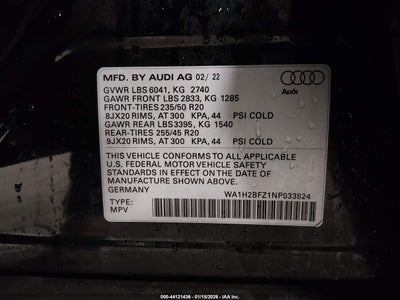 MFD. BY AUDI AG 02/ 22
GVWR LBS 6041, KG 2740
GAWR FRONT LBS 2833, KG 1285
FRONT-TIRES 235/50 R20
8JX20 RIMS, AT 300 KPA, 44 PSI COLD
GAWR REAR LBS3395, KG 1540
REAR-TIRES 255/45 R20
9JX20 RIMS, AT 300 KPA, 44 PSI COLD
Audi
THIS VEHICLE CONFORMS TO ALL APPLICABLE
U.S. FEDERAL MOTOR VEHICLE SAFETY
STANDARDS IN EFFECT ON THE DATE OF
MANUFACTURE SHOWN ABOVE
GERMANY
WA1H2BFZ1NP033824
TYPE:
MPV
000-44121436 - 01/15/2026 - IAA Inc.